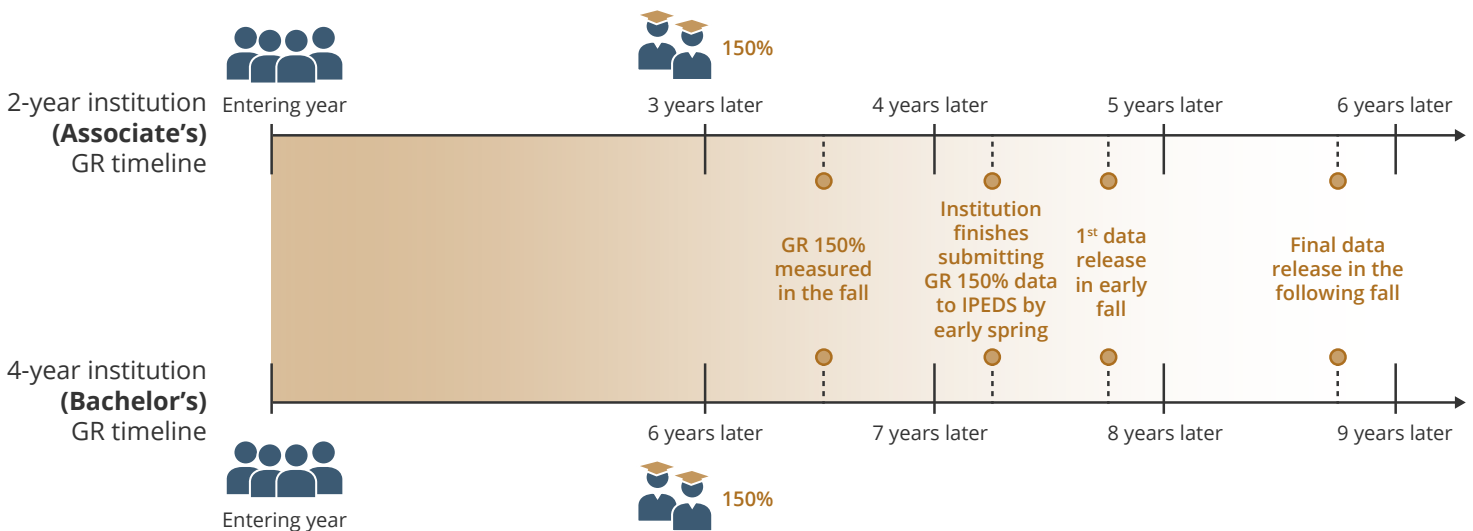 150%
2-year institution
(Associate's)
GR timeline
Entering year
3 years later
4 years later
5 years later
6 years later
GR 150%
measured
in the fall
Institution
finishes
submitting
GR 150% data
to IPEDS by
early spring
1st data
release
in early
fall
Final data
release in the
following fall
4-year institution
(Bachelor's)
GR timeline
6 years later
7 years later
8 years later
9 years later
Entering year
150%